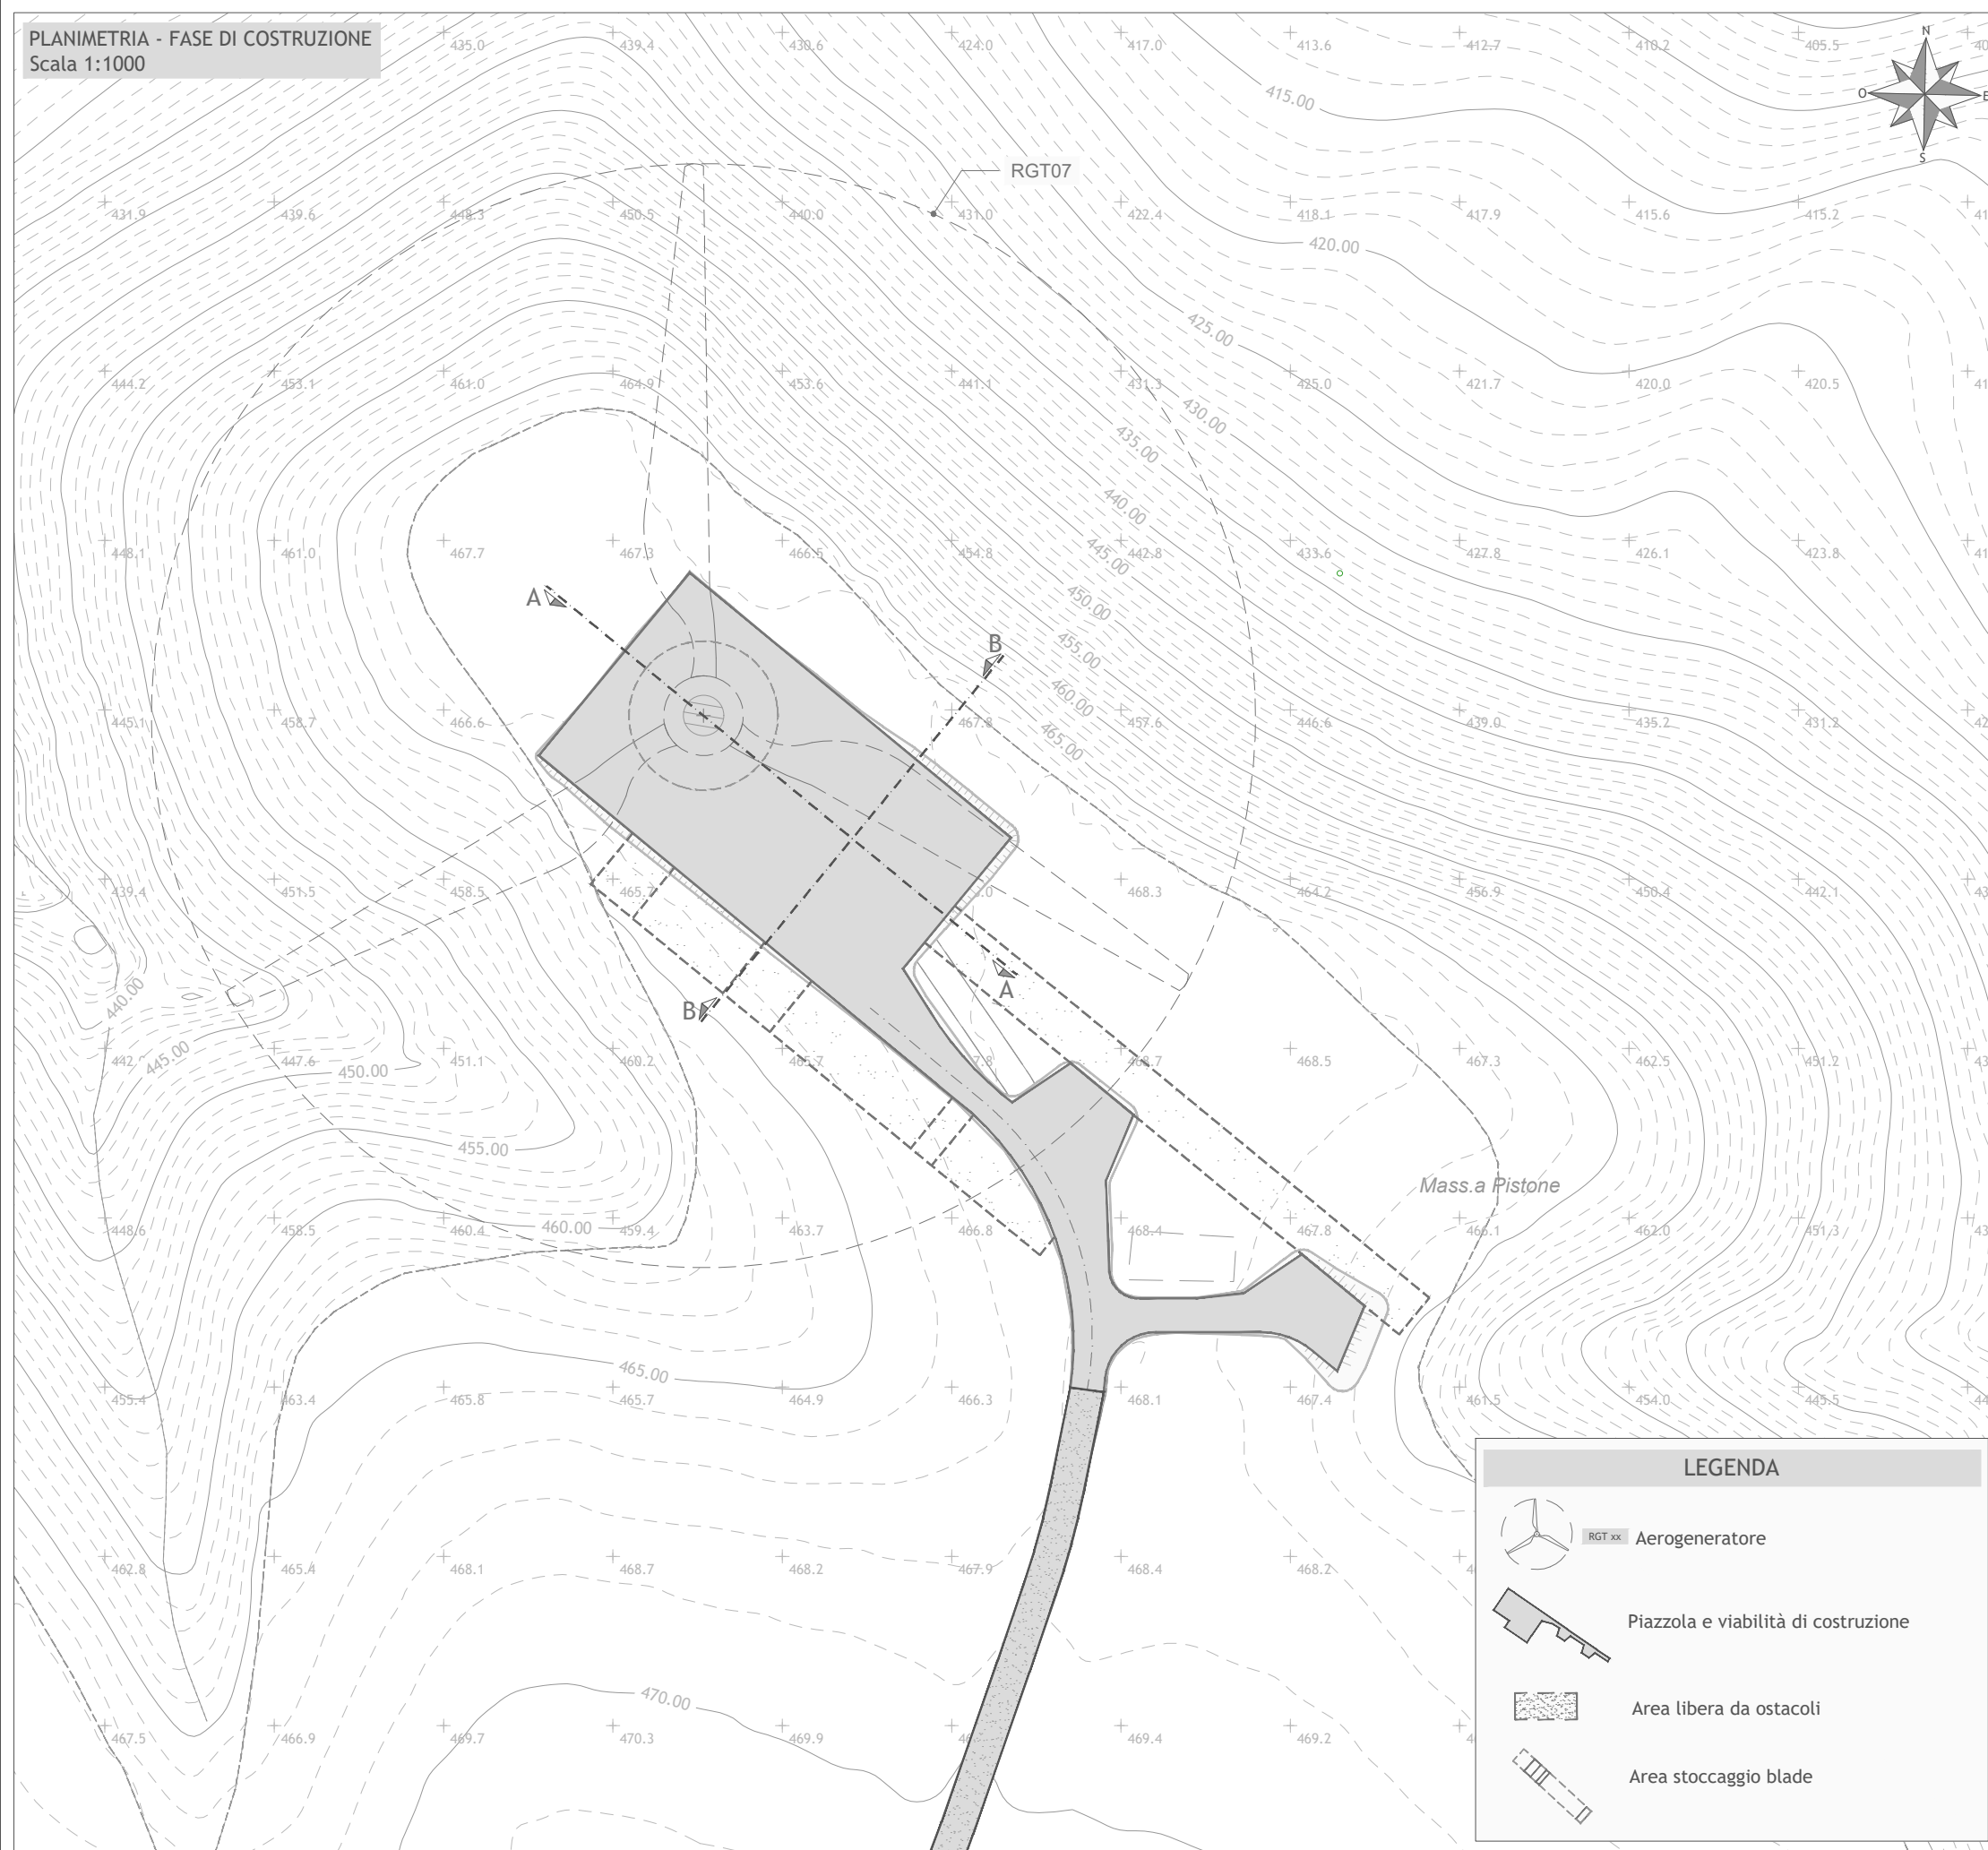 PLANIMETRIA - FASE DI COSTRUZIONE
Scala 1:1000
425.0 439.4 430.6 424.0 417.0 413.6 412.7 410.2 405.5
N
O E
S
415.00
RGT07
431.9 439.6 448.3 450.5 440.0 431.0 422.4 418.1 417.9 415.6 415.2
420.00
425.00
444.2 453.1 461.0 464.9 453.6 441.1 431.3 425.0 421.7 420.0 420.5
430.00
435.00
440.00
448.1 461.0 467.7 467.3 466.5 454.8 442.8 433.6 427.8 426.1 423.8
445.00
A
450.00
B
455.00
460.00
445.1 458.7 466.6 467.8 457.6 446.6 439.0 435.2 431.2
465.00
439.4 451.5 458.5 468.3 464.2 456.9 450.4 442.1
A
440.00
B
445.00
447.6 451.1 460.2 465.7 468.7 468.5 467.3 462.5 451.2
450.00
455.00
Mass.a Pistone
448.6 458.5 460.4 459.4 463.7 466.8 468.4 467.8 466.1 462.0 451.3
460.00
465.00
455.4 463.4 465.8 465.7 464.9 466.3 468.1 467.4 461.5 454.0 445.5
LEGENDA
RGT xx Aerogeneratore
462.8 465.4 468.1 468.7 468.2 467.9 468.4 468.2
Piazzola e viabilità di costruzione
470.00
Area libera da ostacoli
467.5 466.9 469.7 470.3 469.9 469.4 469.2
Area stoccaggio blade